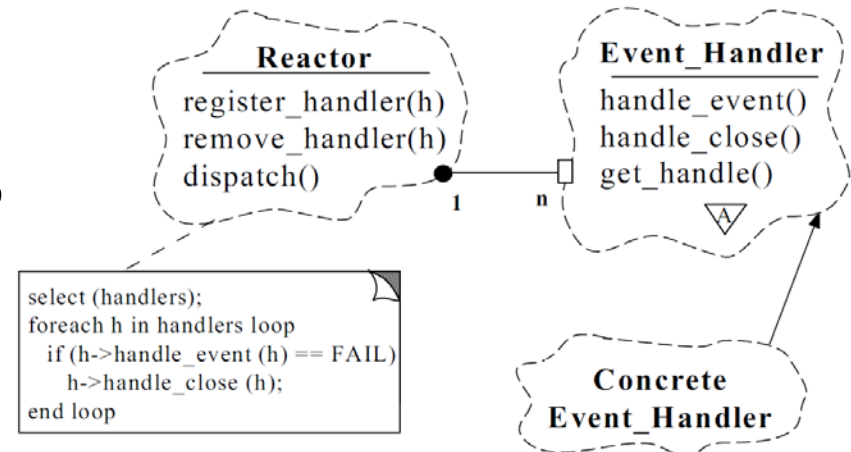 Reactor
register_handler(h)
remove_handler(h)
dispatch()
1
n
Event_Handler
handle_event()
handle_close()
get_handle()
A
select (handlers);
foreach h in handlers loop
if (h->handle_event (h) == FAIL)
h->handle_close (h);
end loop
Concrete
Event_Handler